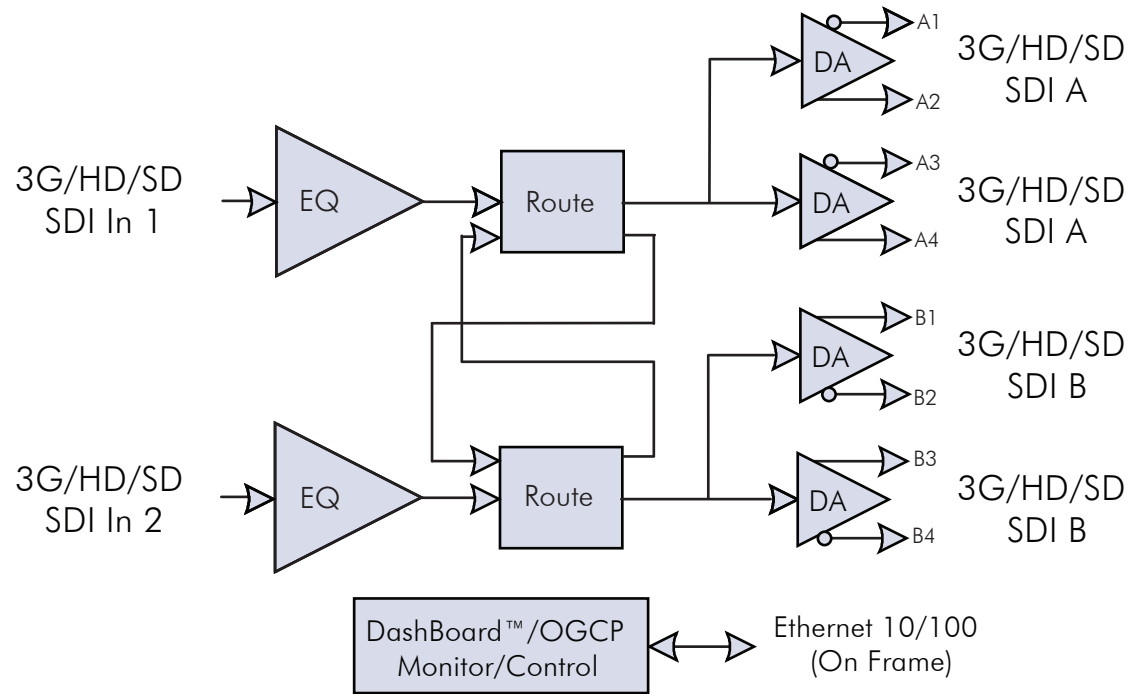 3G/HD/SD
SDI In 1
EQ
Route
DA
A1
A2
3G/HD/SD
SDI A
DA
A3
A4
3G/HD/SD
SDI A
DA
B1
B2
3G/HD/SD
SDI B
3G/HD/SD
SDI In 2
EQ
Route
DA
B3
B4
3G/HD/SD
SDI B
DashBoard™/OGCP
Monitor/Control
Ethernet 10/100
(On Frame)